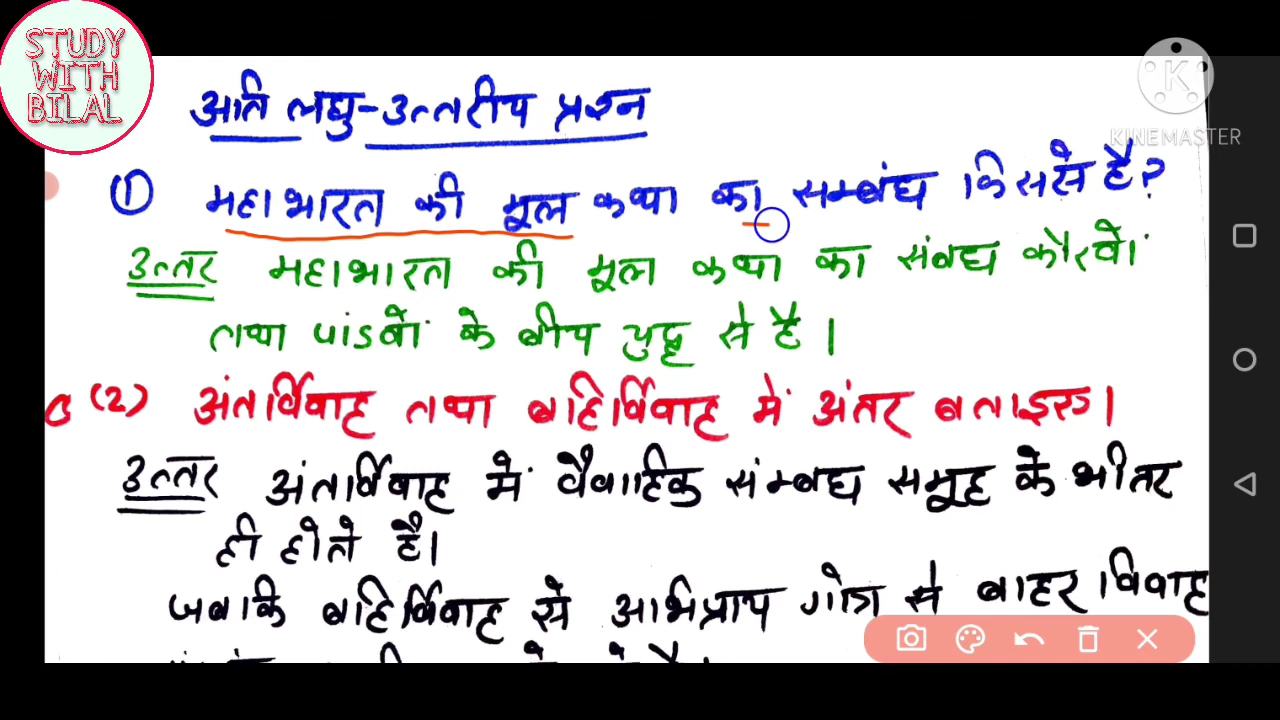 STUDY
WITH
BILAL
KINEMASTER
अति लघु-उत्तरीय प्रश्न
① महाभारत की मूल कथा का सम्बंध किससे है?
उत्तर महाभारत की मूल कथा का संबंध कौरवों
तथा पांडवों के बीच युद्ध से है।
(2) अंतर्विवाह तथा बहिर्विवाह में अंतर बताइए।
उत्तर अंतर्विवाह में वैवाहिक संम्बध समूह के भीतर
ही होते है।
जबकि बहिर्विवाह से अभिप्राय गोत्र से बाहर विवाह